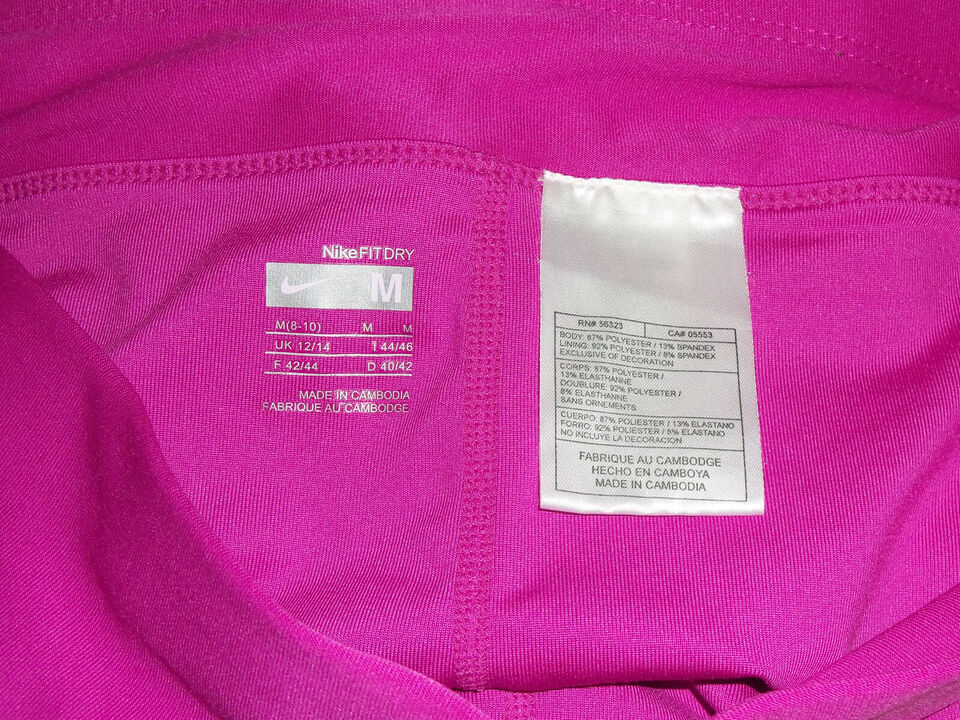 NikeFITDRY
M
M(8-10) M M
UK 12/14 I 44/46
F 42/44 D 40/42
MADE IN CAMBODIA
FABRIQUE AU CAMBODGE
RN# 56323 CA# 05553
BODY: 87% POLYESTER / 13% SPANDEX
LINING: 92% POLYESTER / 8% SPANDEX
EXCLUSIVE OF DECORATION
CORPS: 87% POLYESTER /
13% ELASTHANNE
DOUBLURE: 92% POLYESTER /
8% ELASTHANNE
SANS ORNEMENTS
CUERPO: 87% POLIESTER / 13% ELASTANO
FORRO: 92% POLIESTER / 8% ELASTANO
NO INCLUYE LA DECORACION
FABRIQUE AU CAMBODGE
HECHO EN CAMBOYA
MADE IN CAMBODIA